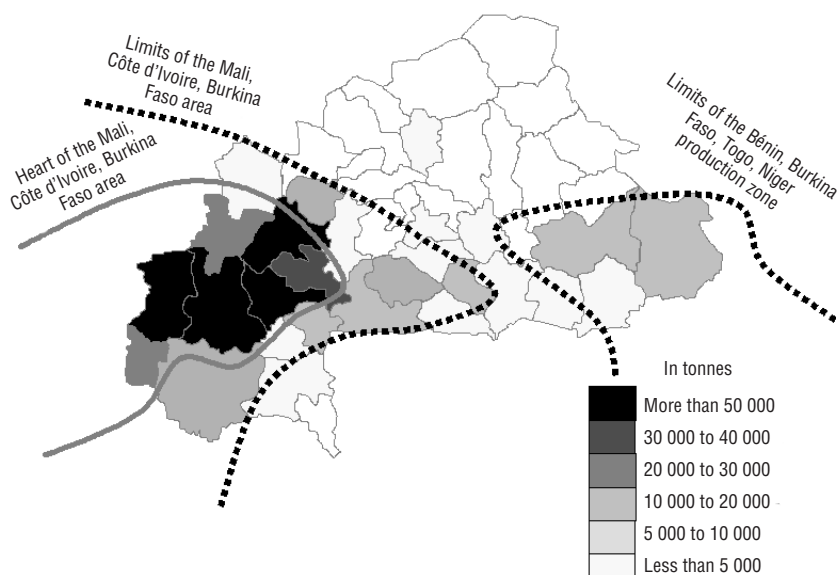 Limits of the Mali,
Côte d’Ivoire, Burkina
Faso area
Heart of the Mali,
Côte d’Ivoire, Burkina
Faso area
Limits of the Bénin, Burkina
Faso, Togo, Niger
production zone
In tonnes
More than 50 000
30 000 to 40 000
20 000 to 30 000
10 000 to 20 000
5 000 to 10 000
Less than 5 000